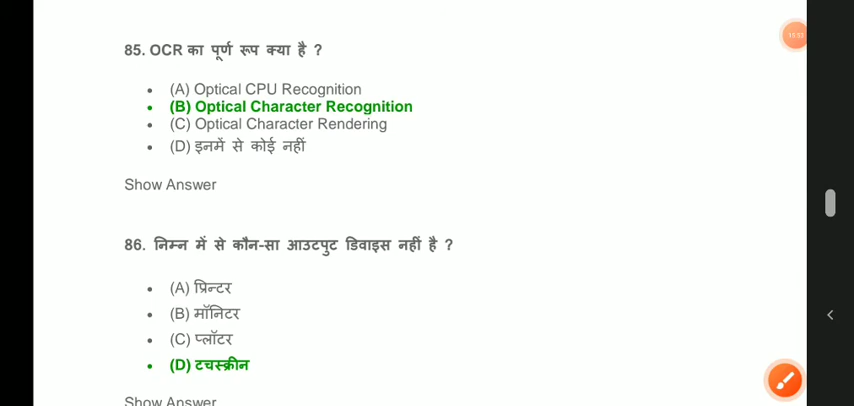 85. OCR का पूर्ण रूप क्या है ?
(A) Optical CPU Recognition
(B) Optical Character Recognition
(C) Optical Character Rendering
(D) इनमें से कोई नहीं
Show Answer
86. निम्न में से कौन-सा आउटपुट डिवाइस नहीं है ?
(A) प्रिन्टर
(B) मॉनिटर
(C) प्लॉटर
(D) टचस्क्रीन
Show Answer